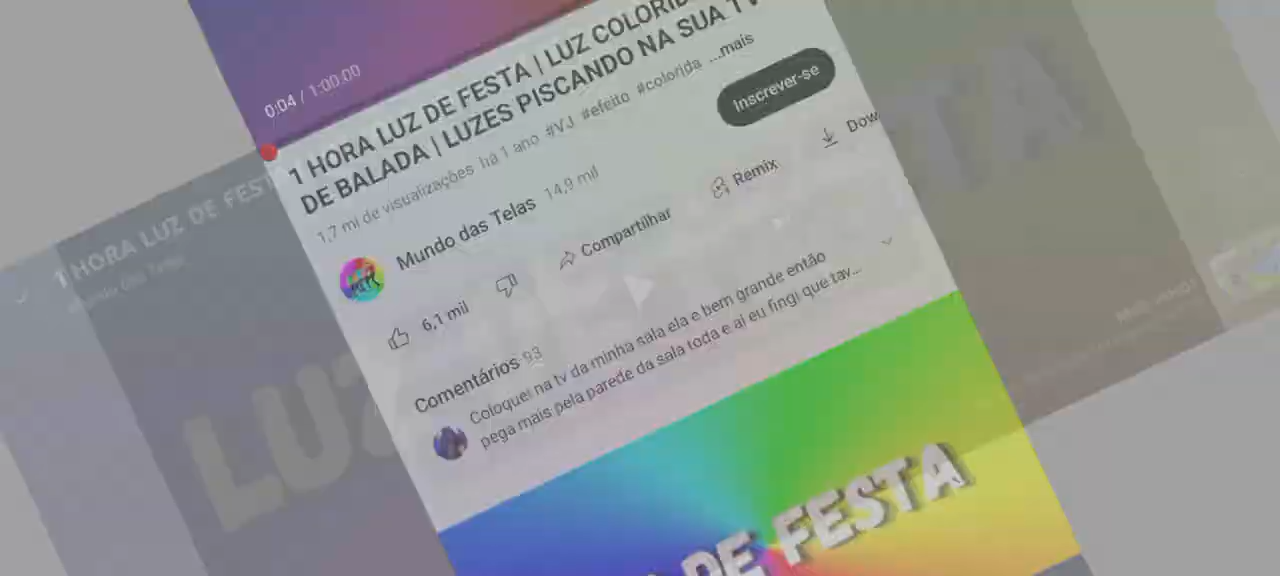 0:04 / 1:00:00
1 HORA LUZ DE FESTA | LUZ COLORID
DE BALADA | LUZES PISCANDO NA SUA TV
1,7 mi de visualizações há 1 ano #VJ #efeito #colorida ...mais
Mundo das Telas 14,9 mil
Inscrever-se
6,1 mil
Compartilhar
Remix
Dow
Comentários 93
Coloquei na tv da minha sala ela e bem grande então
pega mais pela parede da sala toda e ai eu fingi que tav...
DE FESTA
1 HORA LUZ DE FEST
LUZ